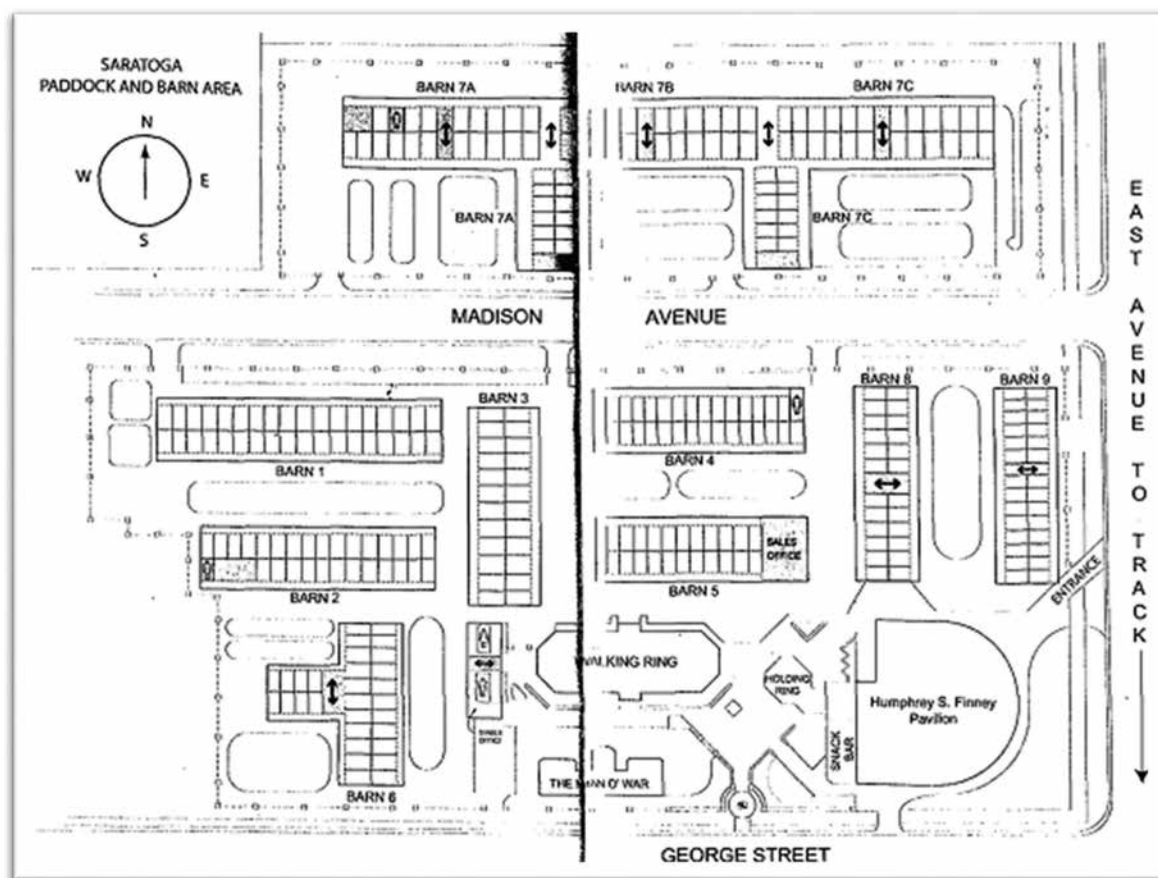 SARATOGA
PADDOCK AND BARN AREA
N
W E
S
BARN 7A
BARN 7B
BARN 7C
BARN 7A
BARN 7C
MADISON AVENUE
EAST AVENUE TO TRACK
BARN 3
BARN 8
BARN 9
BARN 1
BARN 4
SALES
OFFICE
BARN 2
BARN 5
ENTRANCE
WALKING RING
HOLDING
RING
Humphrey S. Finney
Pavilion
SNACK
BAR
OFFICE
THE MAN O' WAR
BARN 6
GEORGE STREET